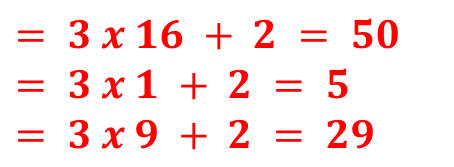 = 3 x 16 + 2 = 50
= 3 x 1 + 2 = 5
= 3 x 9 + 2 = 29